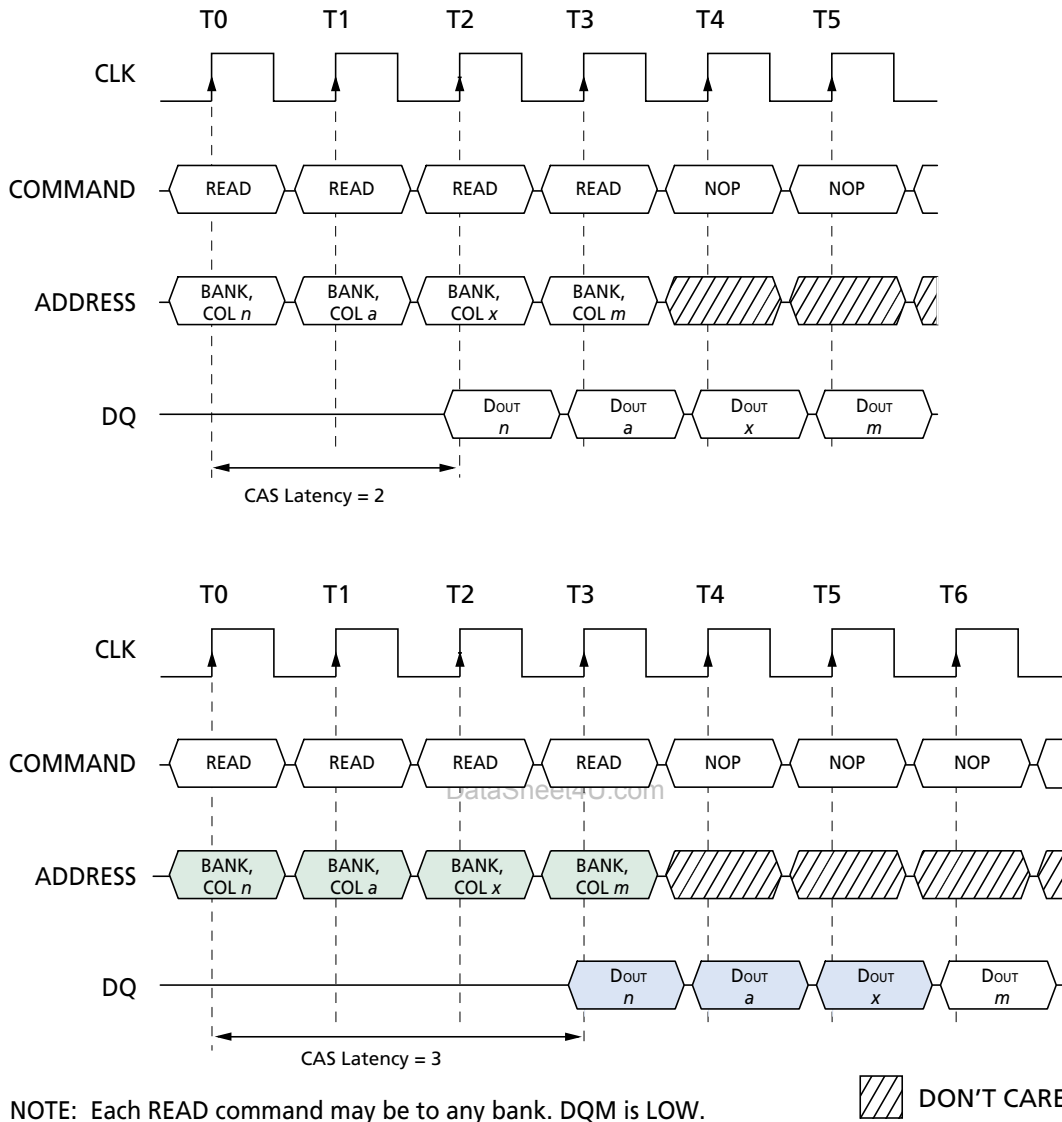 T0 T1 T2 T3 T4 T5
CLK
COMMAND READ READ READ READ NOP NOP
ADDRESS BANK, COL n BANK, COL a BANK, COL x BANK, COL m
DQ DOUT n DOUT a DOUT x DOUT m
CAS Latency = 2
T0 T1 T2 T3 T4 T5 T6
CLK
COMMAND READ READ READ READ NOP NOP NOP
DataSheet4U.com
ADDRESS BANK, COL n BANK, COL a BANK, COL x BANK, COL m
DQ DOUT n DOUT a DOUT x DOUT m
CAS Latency = 3
NOTE: Each READ command may be to any bank. DQM is LOW.
DON'T CARE